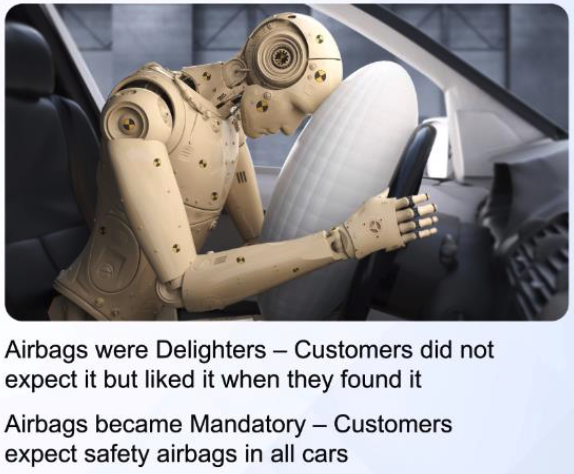 Airbags were Delighters – Customers did not
expect it but liked it when they found it
Airbags became Mandatory – Customers
expect safety airbags in all cars